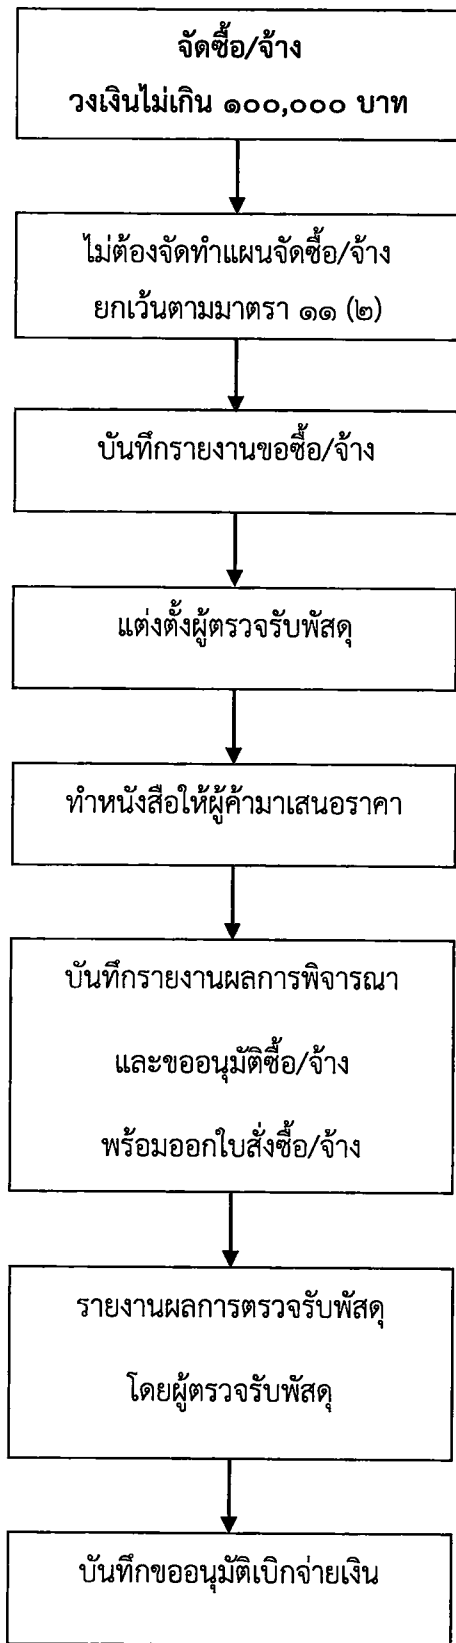 จัดซื้อ/จ้าง
วงเงินไม่เกิน ๑๐๐,๐๐๐ บาท
ไม่ต้องจัดทำแผนจัดซื้อ/จ้าง
ยกเว้นตามมาตรา ๑๑ (๒)
บันทึกรายงานขอซื้อ/จ้าง
แต่งตั้งผู้ตรวจรับพัสดุ
ทำหนังสือให้ผู้ค้ามาเสนอราคา
บันทึกรายงานผลการพิจารณา
และขออนุมัติซื้อ/จ้าง
พร้อมออกใบสั่งซื้อ/จ้าง
รายงานผลการตรวจรับพัสดุ
โดยผู้ตรวจรับพัสดุ
บันทึกขออนุมัติเบิกจ่ายเงิน